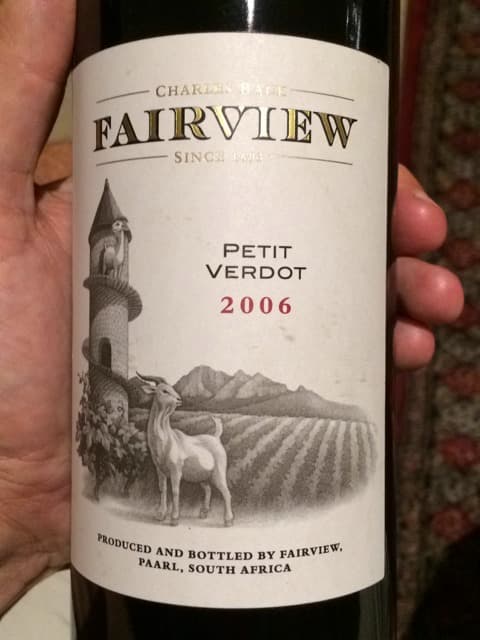 CHARLES BACK
FAIRVIEW
SINCE
PETIT
VERDOT
2006
PRODUCED AND BOTTLED BY FAIRVIEW,
PAARL, SOUTH AFRICA